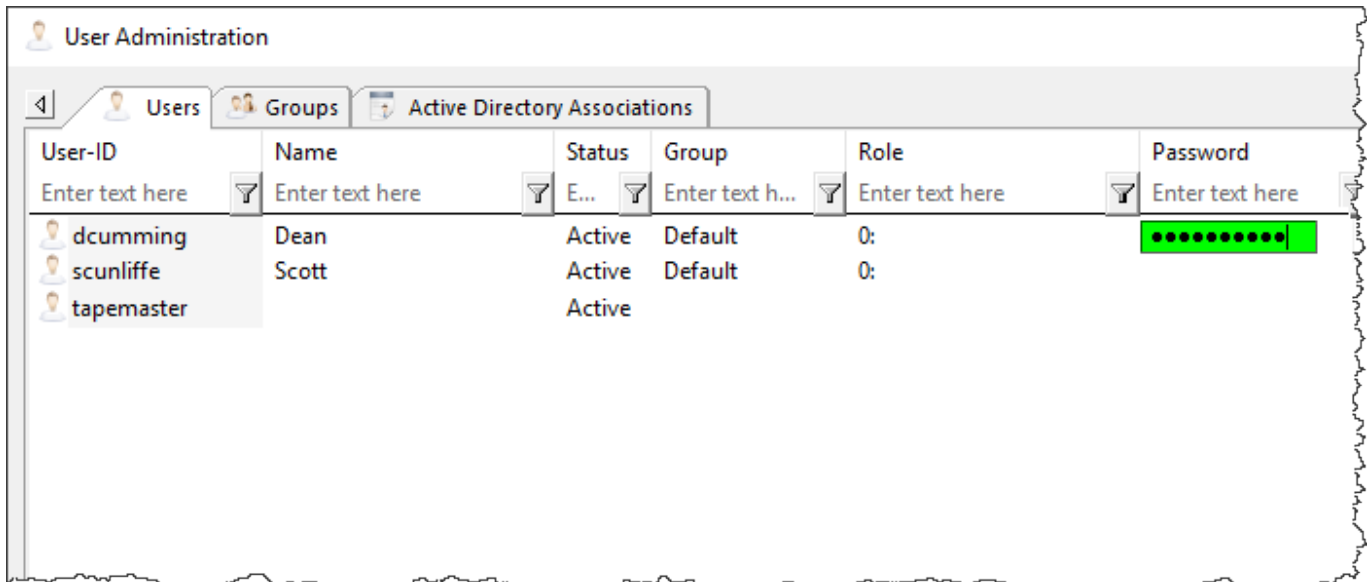 User Administration
Users Groups Active Directory Associations
User-ID Name Status Group Role Password
Enter text here Enter text here E... Enter text h... Enter text here Enter text here
dcumming Dean Active Default 0: ●●●●●●●●●●
scunliffe Scott Active Default 0:
tapemaster Active